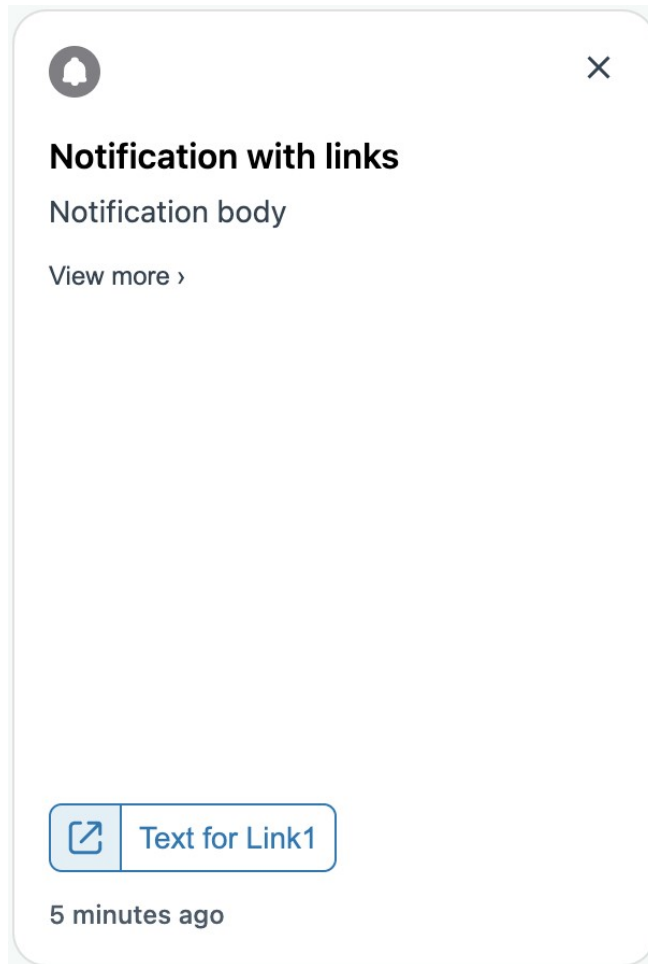 Notification with links
Notification body
View more ›
Text for Link1
5 minutes ago